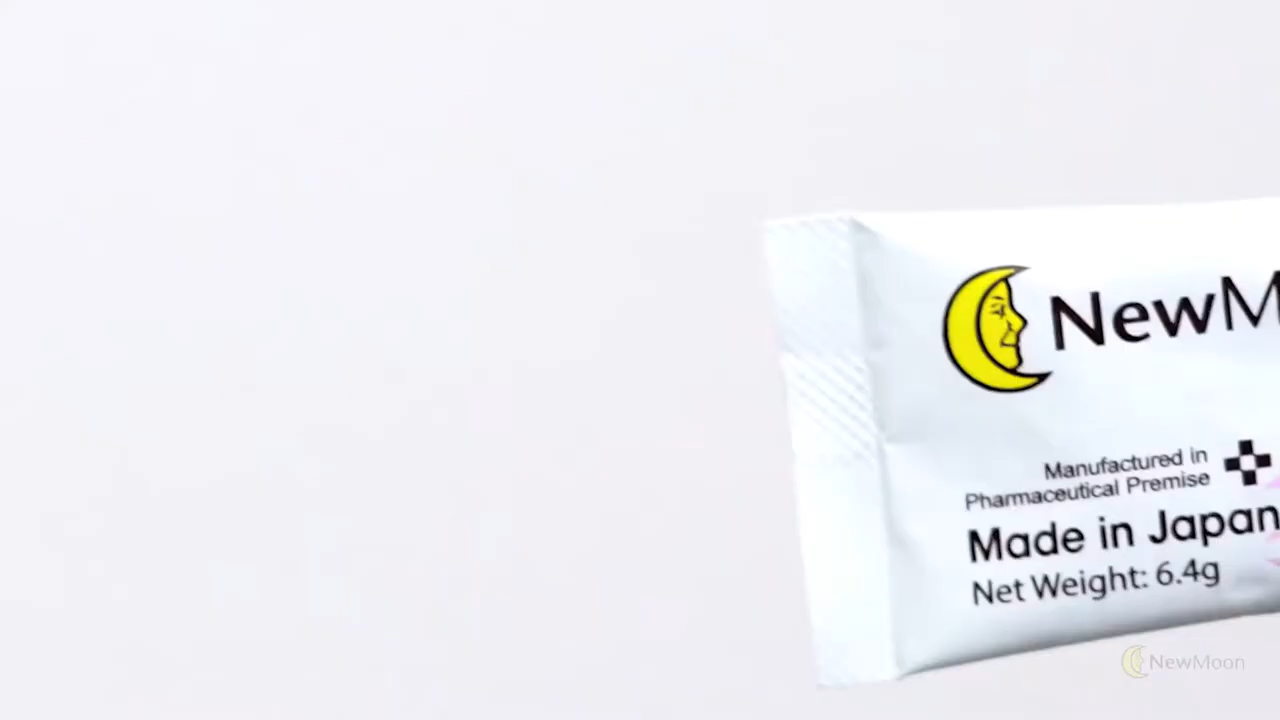 NewM
Manufactured in
Pharmaceutical Premise
Made in Japan
Net Weight: 6.4g
NewMoon